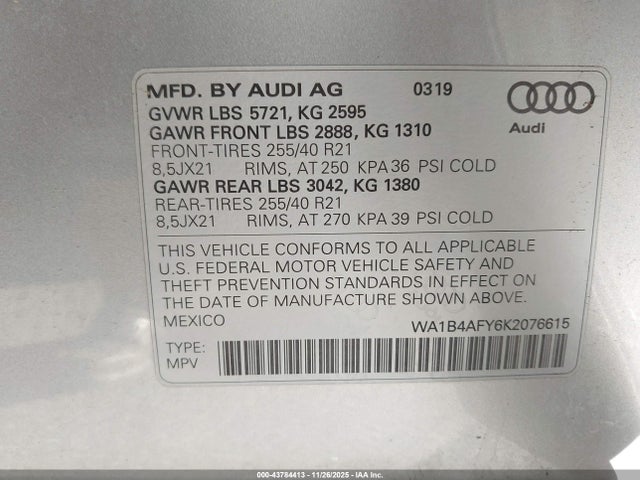 MFD. BY AUDI AG 0319
GVWR LBS 5721, KG 2595
GAWR FRONT LBS 2888, KG 1310
Audi
FRONT-TIRES 255/40 R21
8,5JX21 RIMS, AT 250 KPA 36 PSI COLD
GAWR REAR LBS 3042, KG 1380
REAR-TIRES 255/40 R21
8,5JX21 RIMS, AT 270 KPA 39 PSI COLD
THIS VEHICLE CONFORMS TO ALL APPLICABLE
U.S. FEDERAL MOTOR VEHICLE SAFETY AND
THEFT PREVENTION STANDARDS IN EFFECT ON
THE DATE OF MANUFACTURE SHOWN ABOVE.
MEXICO WA1B4AFY6K2076615
TYPE:
MPV
000-43784413 - 11/26/2025 - IAA Inc.